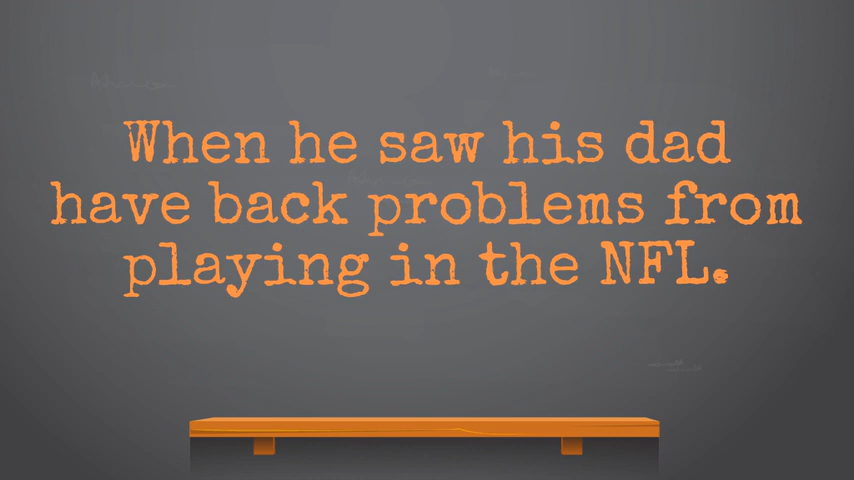 When he saw his dad
have back problems from
playing in the NFL.